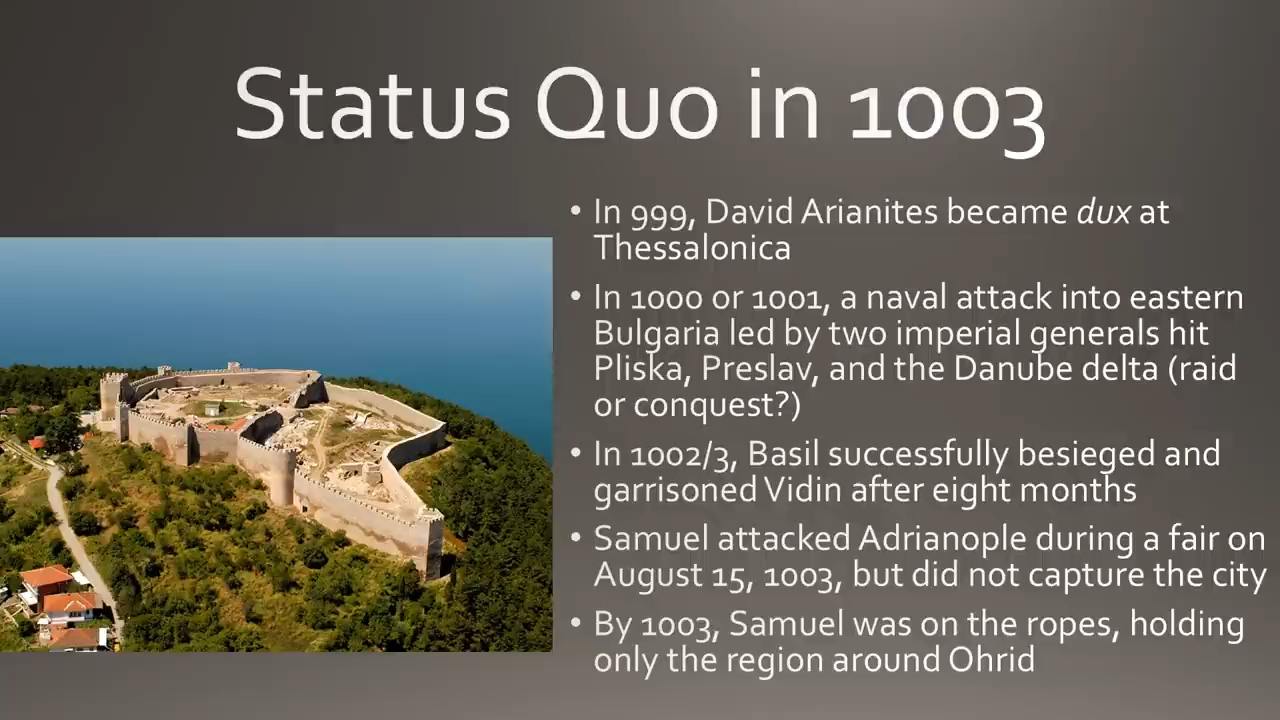 Status Quo in 1003
• In 999, David Arianites became dux at
Thessalonica
• In 1000 or 1001, a naval attack into eastern
Bulgaria led by two imperial generals hit
Pliska, Preslav, and the Danube delta (raid
or conquest?)
• In 1002/3, Basil successfully besieged and
garrisoned Vidin after eight months
• Samuel attacked Adrianople during a fair on
August 15, 1003, but did not capture the city
• By 1003, Samuel was on the ropes, holding
only the region around Ohrid